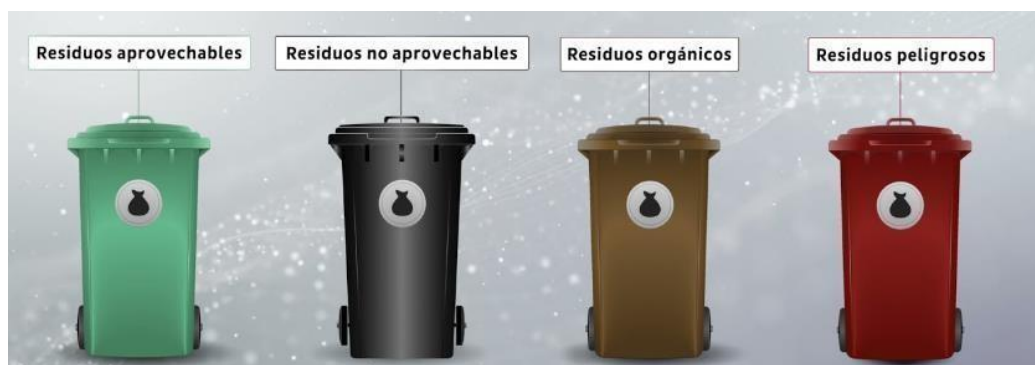 Residuos aprovechables
Residuos no aprovechables
Residuos orgánicos
Residuos peligrosos